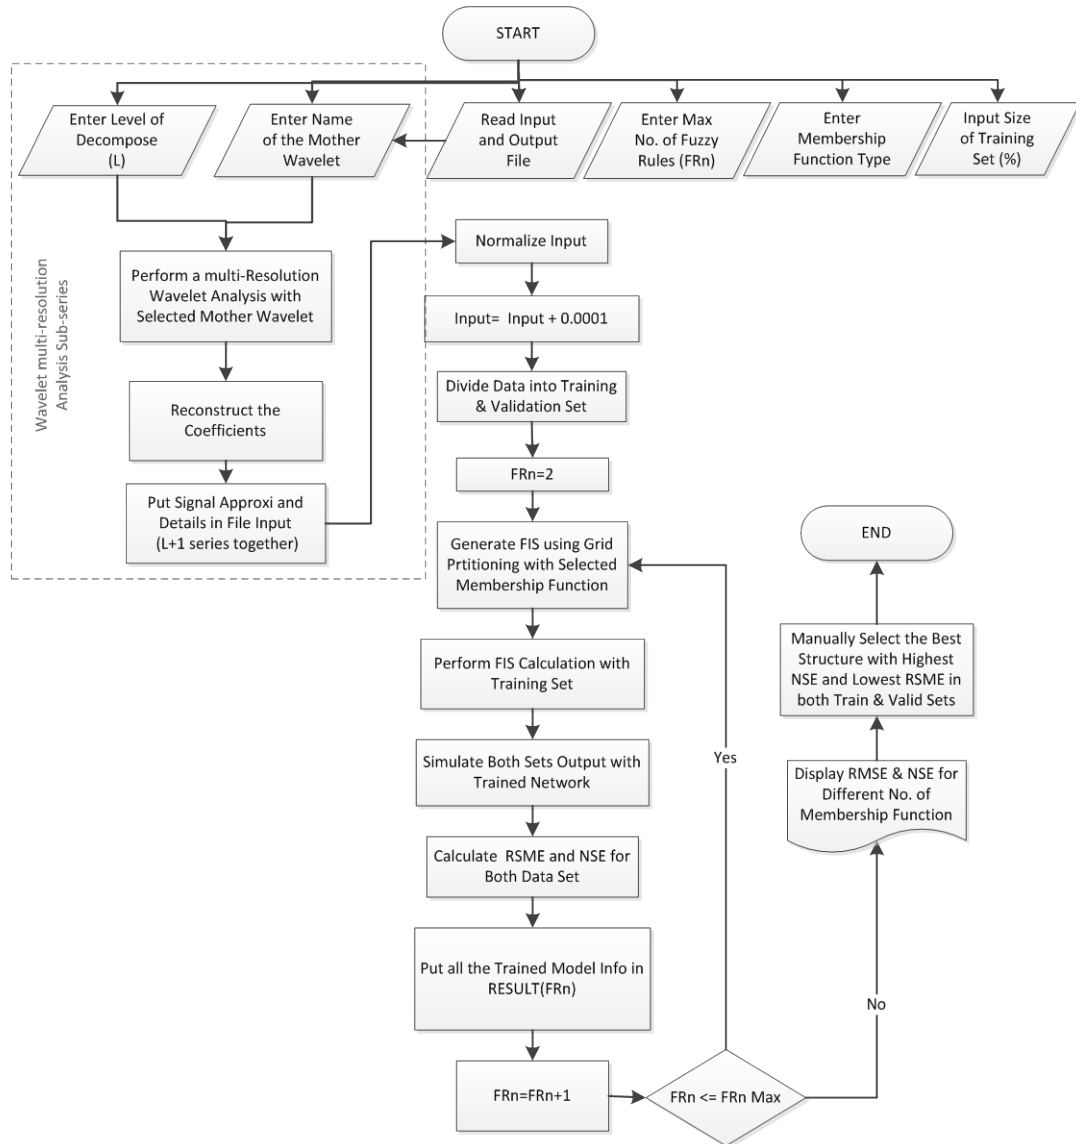 START
Enter Level of
Decompose
(L)
Enter Name
of the Mother
Wavelet
Read Input
and Output
File
Enter Max
No. of Fuzzy
Rules (FRn)
Enter
Membership
Function Type
Input Size
of Training
Set (%)
Wavelet multi-resolution
Analysis Sub-series
Perform a multi-Resolution
Wavelet Analysis with
Selected Mother Wavelet
Reconstruct the
Coefficients
Put Signal Approxi and
Details in File Input
(L+1 series together)
Normalize Input
Input= Input + 0.0001
Divide Data into Training
& Validation Set
FRn=2
Generate FIS using Grid
Prtitioning with Selected
Membership Function
Perform FIS Calculation with
Training Set
Simulate Both Sets Output with
Trained Network
Calculate RSME and NSE for
Both Data Set
Put all the Trained Model Info in
RESULT(FRn)
FRn=FRn+1
FRn <= FRn Max
Yes
No
Display RMSE & NSE for
Different No. of
Membership Function
Manually Select the Best
Structure with Highest
NSE and Lowest RSME in
both Train & Valid Sets
END